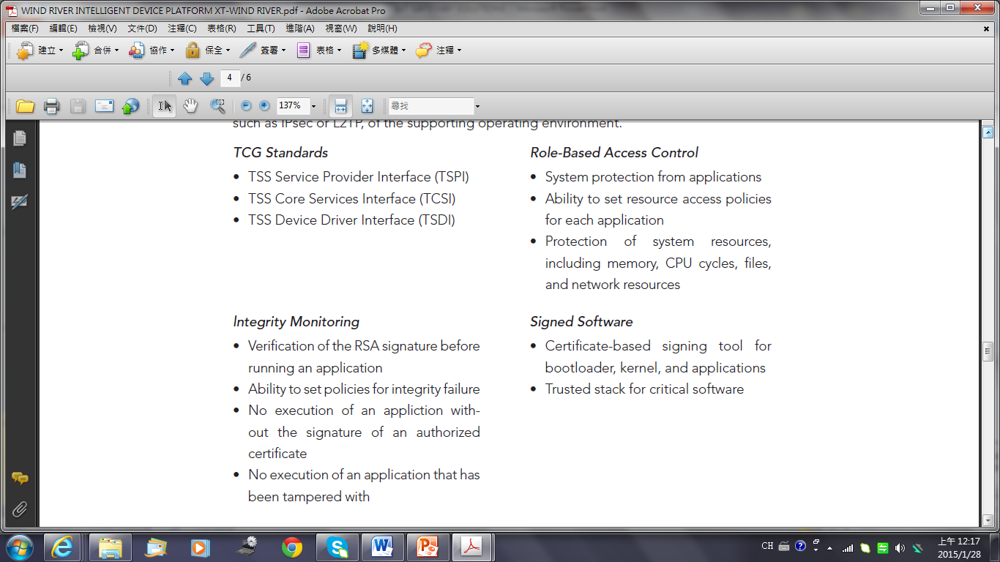 WIND RIVER INTELLIGENT DEVICE PLATFORM XT-WIND RIVER.pdf - Adobe Acrobat Pro
檔案(F) 編輯(E) 檢視(V) 文件(D) 注釋(C) 表格(R) 工具(T) 進階(A) 視窗(W) 說明(H)
建立 合併 協作 保全 簽署 表格 多媒體 注釋
4 / 6
137% 尋找
such as IPsec or L2TP, of the supporting operating environment.
TCG Standards
• TSS Service Provider Interface (TSPI)
• TSS Core Services Interface (TCSI)
• TSS Device Driver Interface (TSDI)
Role-Based Access Control
• System protection from applications
• Ability to set resource access policies
for each application
• Protection of system resources,
including memory, CPU cycles, files,
and network resources
Integrity Monitoring
• Verification of the RSA signature before
running an application
• Ability to set policies for integrity failure
• No execution of an appliction with-
out the signature of an authorized
certificate
• No execution of an application that has
been tampered with
Signed Software
• Certificate-based signing tool for
bootloader, kernel, and applications
• Trusted stack for critical software
CH
上午 12:17
2015/1/28